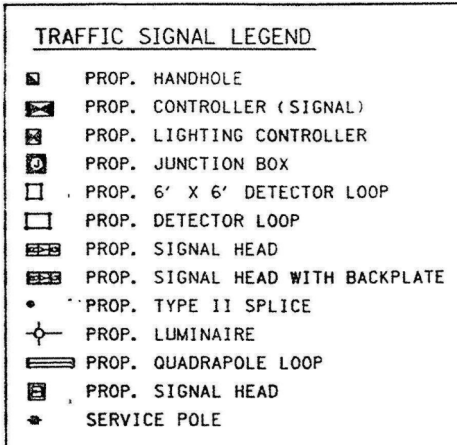 TRAFFIC SIGNAL LEGEND
PROP. HANDHOLE
PROP. CONTROLLER (SIGNAL)
PROP. LIGHTING CONTROLLER
J PROP. JUNCTION BOX
PROP. 6' X 6' DETECTOR LOOP
PROP. DETECTOR LOOP
PROP. SIGNAL HEAD
PROP. SIGNAL HEAD WITH BACKPLATE
PROP. TYPE II SPLICE
PROP. LUMINAIRE
PROP. QUADRAPOLE LOOP
PROP. SIGNAL HEAD
SERVICE POLE